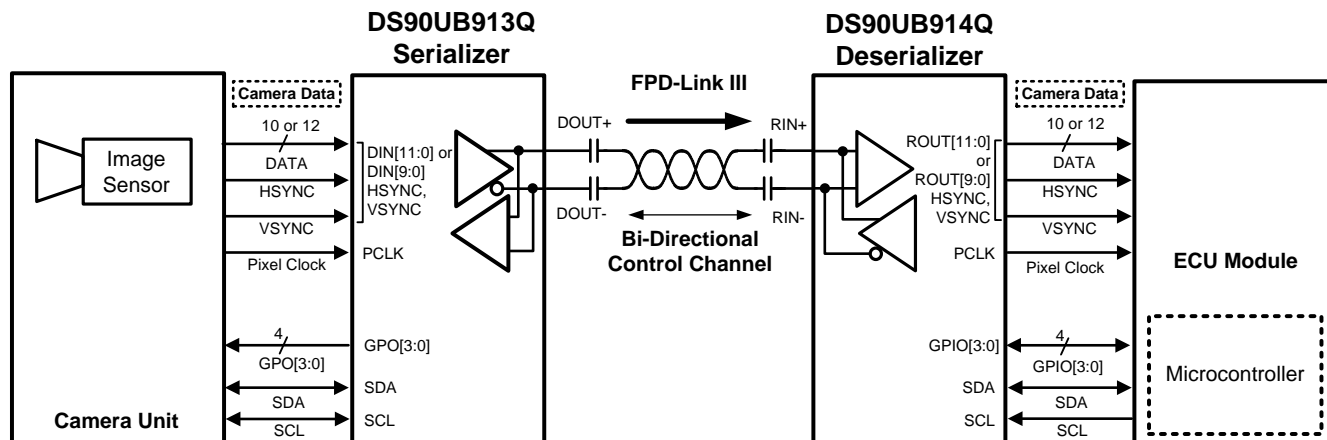 DS90UB913Q
Serializer
DS90UB914Q
Deserializer
Camera Unit
Image
Sensor
Camera Data
10 or 12
DATA
HSYNC
VSYNC
Pixel Clock
4
GPO[3:0]
SDA
SCL
DIN[11:0] or
DIN[9:0]
HSYNC,
VSYNC
PCLK
GPO[3:0]
SDA
SCL
FPD-Link III
DOUT+
DOUT-
RIN+
RIN-
Bi-Directional
Control Channel
ROUT[11:0]
or
ROUT[9:0]
HSYNC,
VSYNC
PCLK
GPIO[3:0]
SDA
SCL
Camera Data
10 or 12
DATA
HSYNC
VSYNC
Pixel Clock
4
GPIO[3:0]
SDA
SCL
ECU Module
Microcontroller